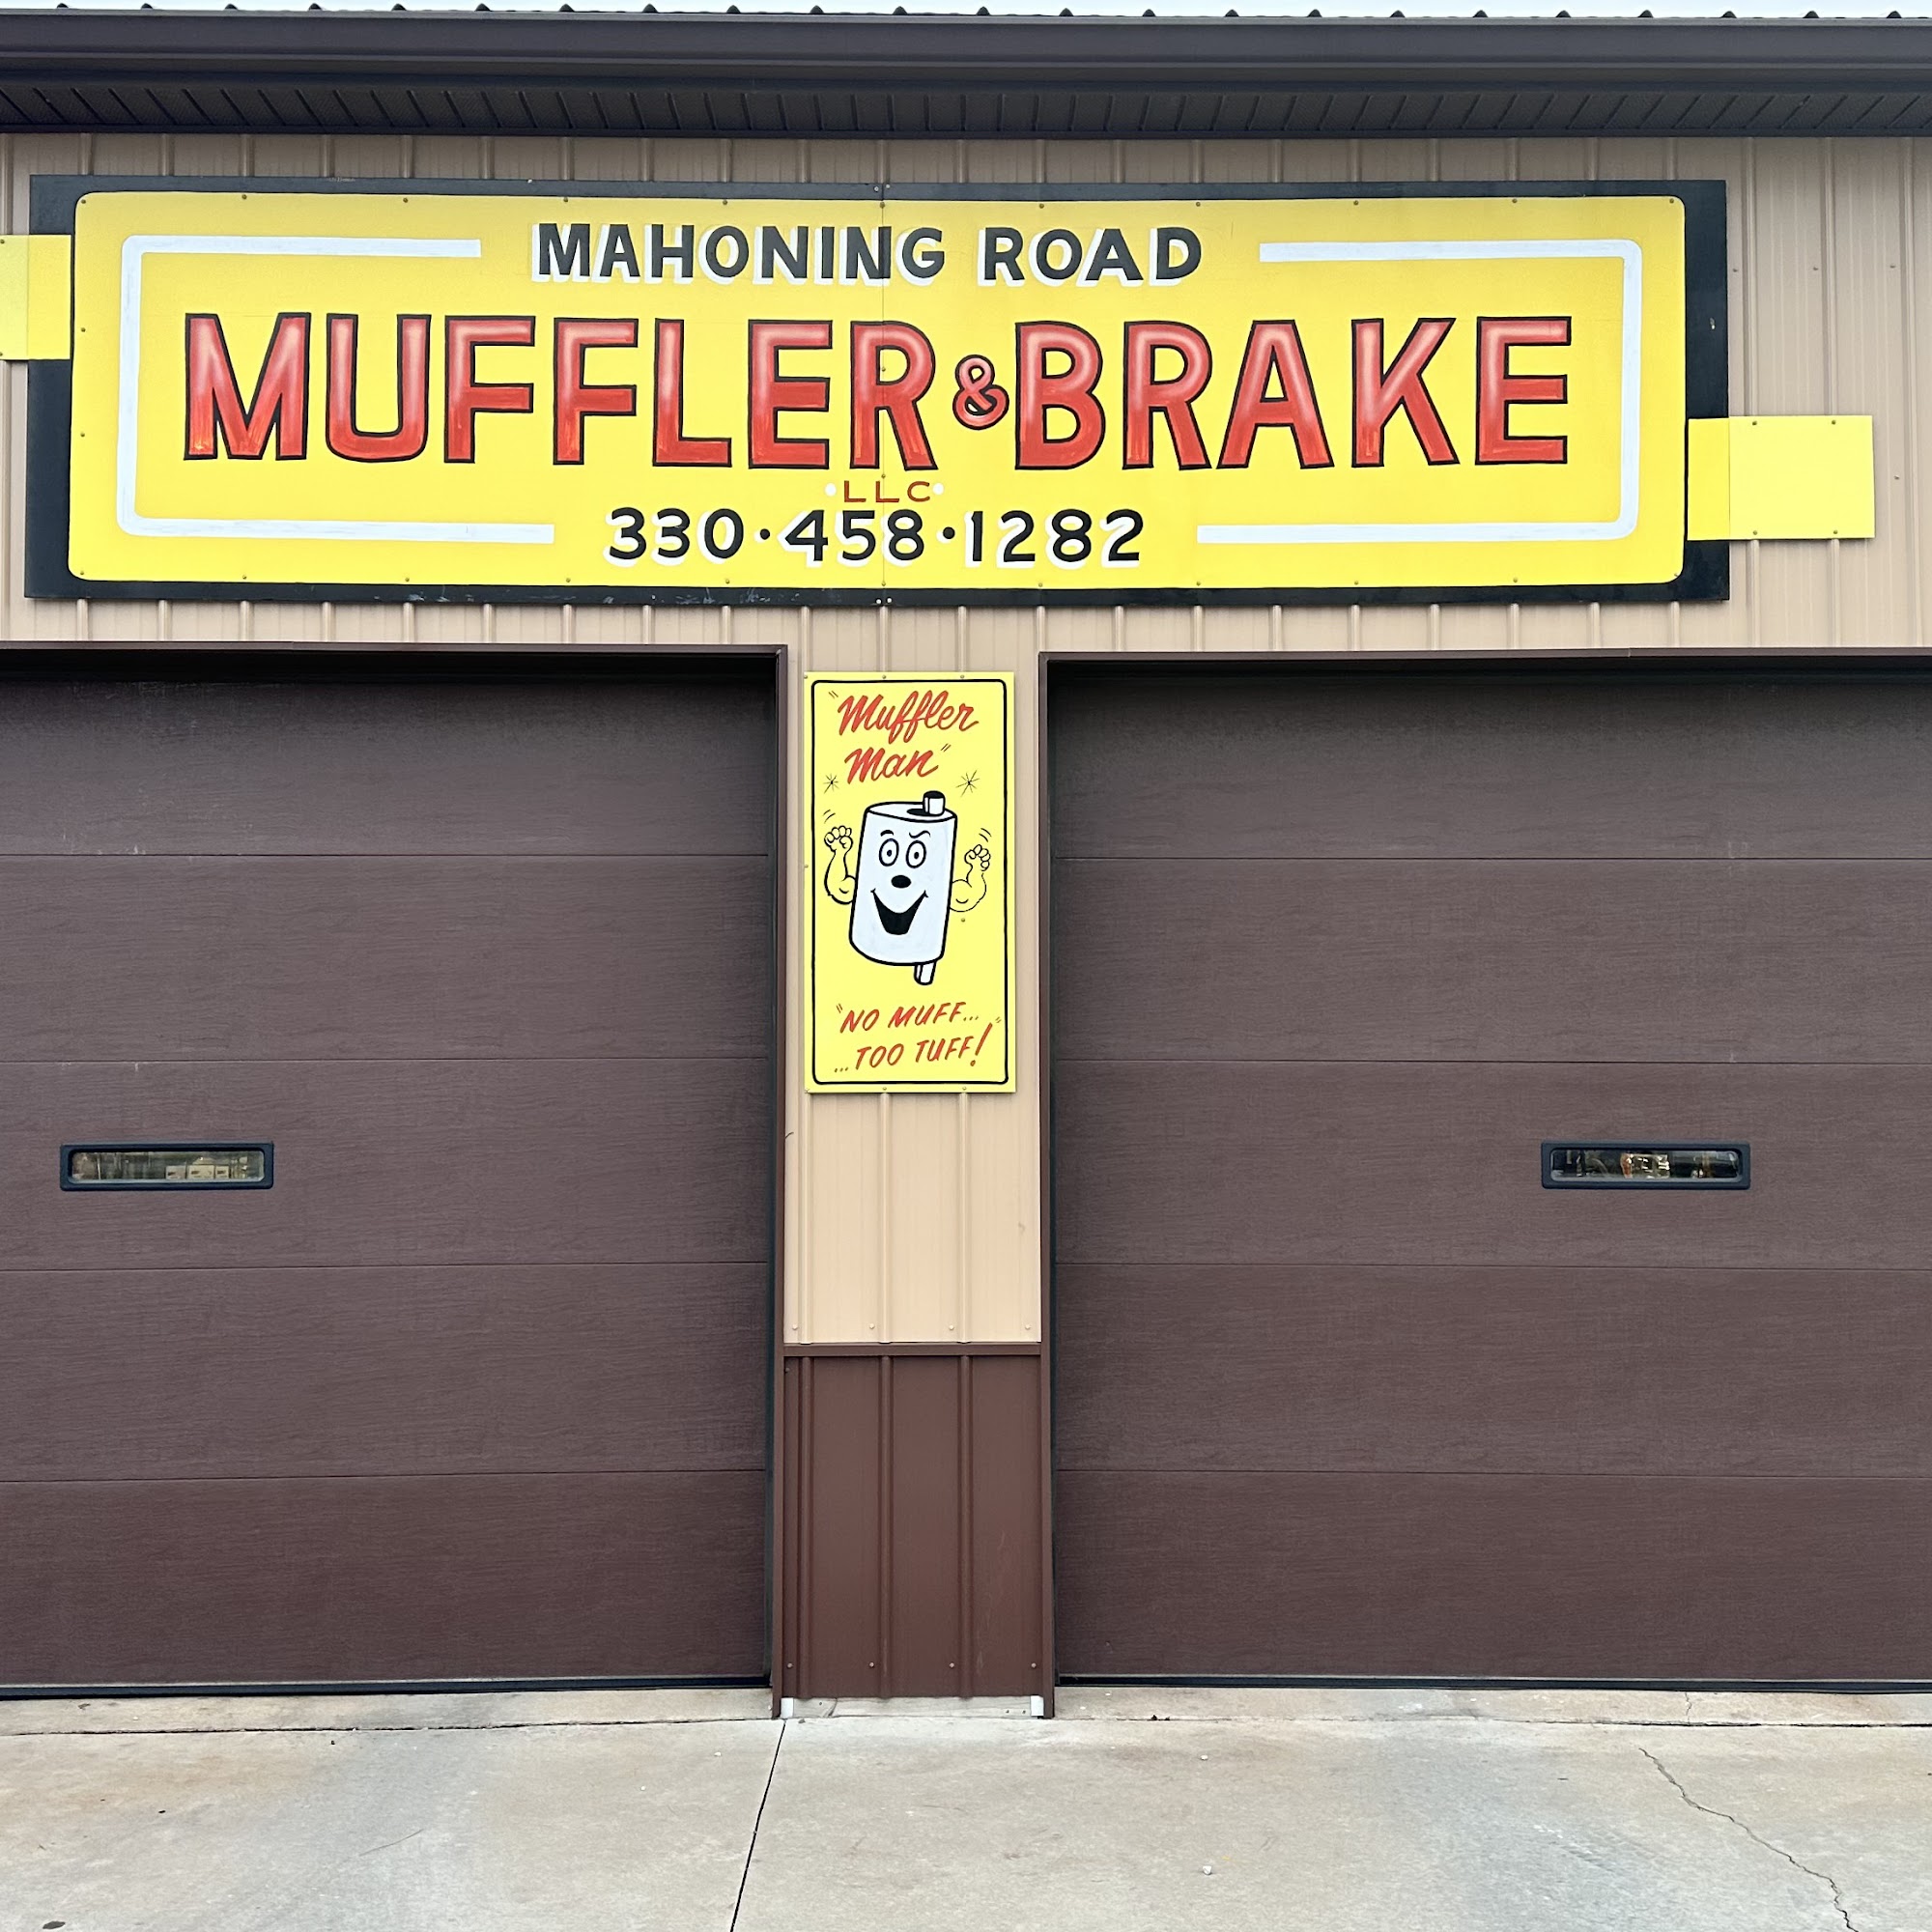 MAHONING ROAD
MUFFLER & BRAKE
·LLC·
330·458·1282
"Muffler
Man"
"NO MUFF...
...TOO TUFF!"